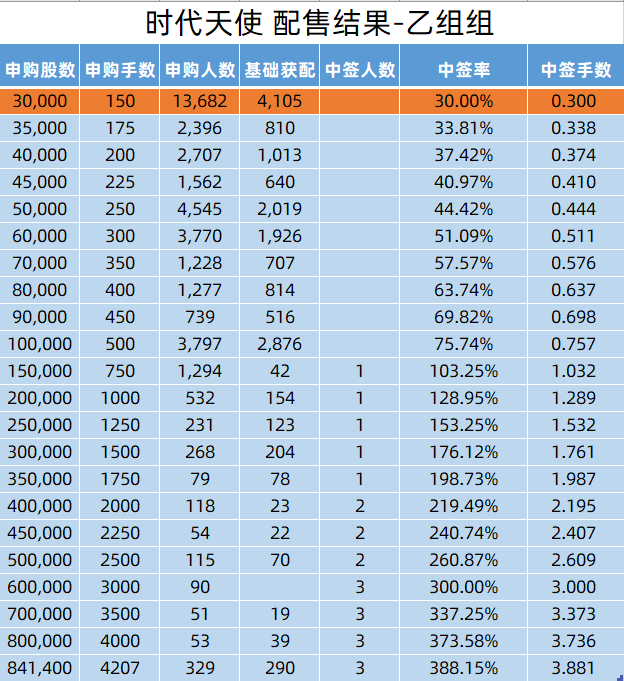 时代天使 配售结果-乙组组
申购股数 申购手数 申购人数 基础获配 中签人数 中签率 中签手数
30,000 150 13,682 4,105 30.00% 0.300
35,000 175 2,396 810 33.81% 0.338
40,000 200 2,707 1,013 37.42% 0.374
45,000 225 1,562 640 40.97% 0.410
50,000 250 4,545 2,019 44.42% 0.444
60,000 300 3,770 1,926 51.09% 0.511
70,000 350 1,228 707 57.57% 0.576
80,000 400 1,277 814 63.74% 0.637
90,000 450 739 516 69.82% 0.698
100,000 500 3,797 2,876 75.74% 0.757
150,000 750 1,294 42 1 103.25% 1.032
200,000 1000 532 154 1 128.95% 1.289
250,000 1250 231 123 1 153.25% 1.532
300,000 1500 268 204 1 176.12% 1.761
350,000 1750 79 78 1 198.73% 1.987
400,000 2000 118 23 2 219.49% 2.195
450,000 2250 54 22 2 240.74% 2.407
500,000 2500 115 70 2 260.87% 2.609
600,000 3000 90 3 300.00% 3.000
700,000 3500 51 19 3 337.25% 3.373
800,000 4000 53 39 3 373.58% 3.736
841,400 4207 329 290 3 388.15% 3.881